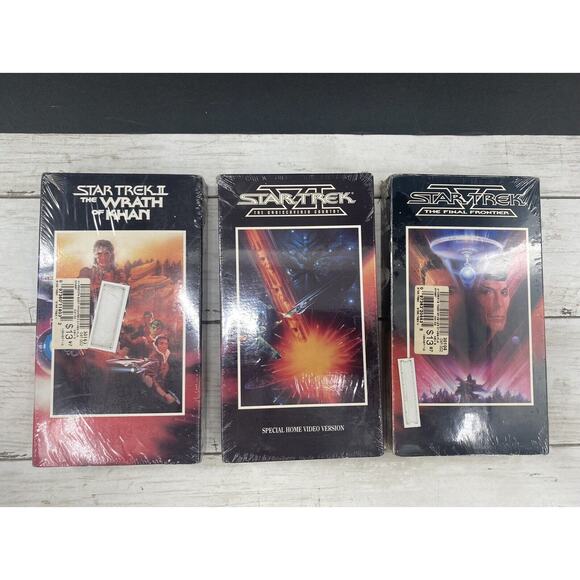 STAR TREK II
THE WRATH
OF KHAN
$13
VI
STAR TREK
THE UNDISCOVERED COUNTRY
SPECIAL HOME VIDEO VERSION
V
STAR TREK
THE FINAL FRONTIER
$13